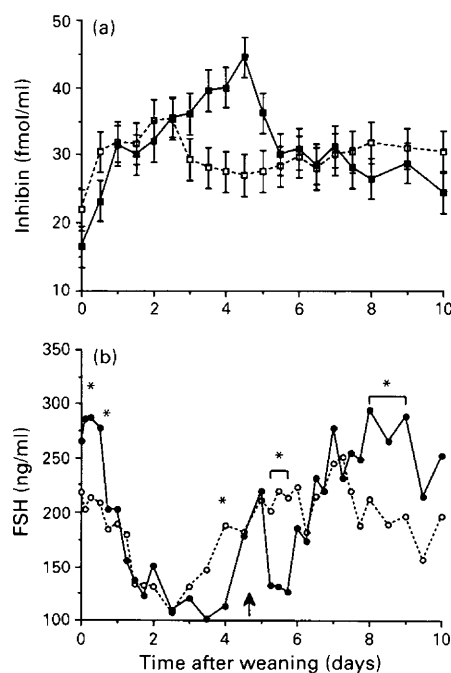 (a)
50
40
30
20
10
Inhibin (fmol/ml)
0 2 4 6 8 10
(b)
350
300
250
200
150
100
FSH (ng/ml)
* * * * *
0 2 4 6 8 10
Time after weaning (days)